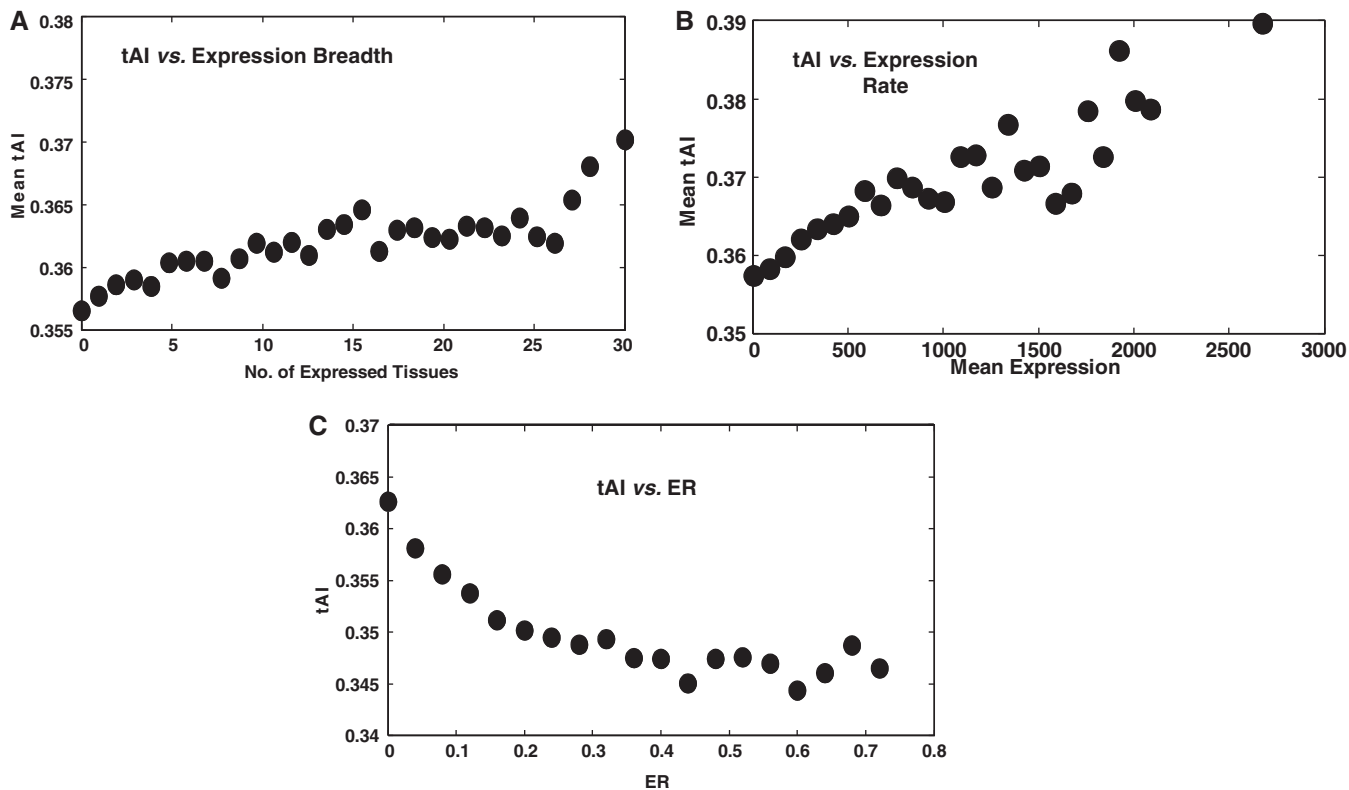 A
tAI vs. Expression Breadth
Mean tAI
0.38
0.375
0.37
0.365
0.36
0.355
0 5 10 15 20 25 30
No. of Expressed Tissues
B
tAI vs. Expression
Rate
Mean tAI
0.39
0.38
0.37
0.36
0.35
0 500 1000 1500 2000 2500 3000
Mean Expression
C
tAI vs. ER
tAI
0.37
0.365
0.36
0.355
0.35
0.345
0.34
0 0.1 0.2 0.3 0.4 0.5 0.6 0.7 0.8
ER